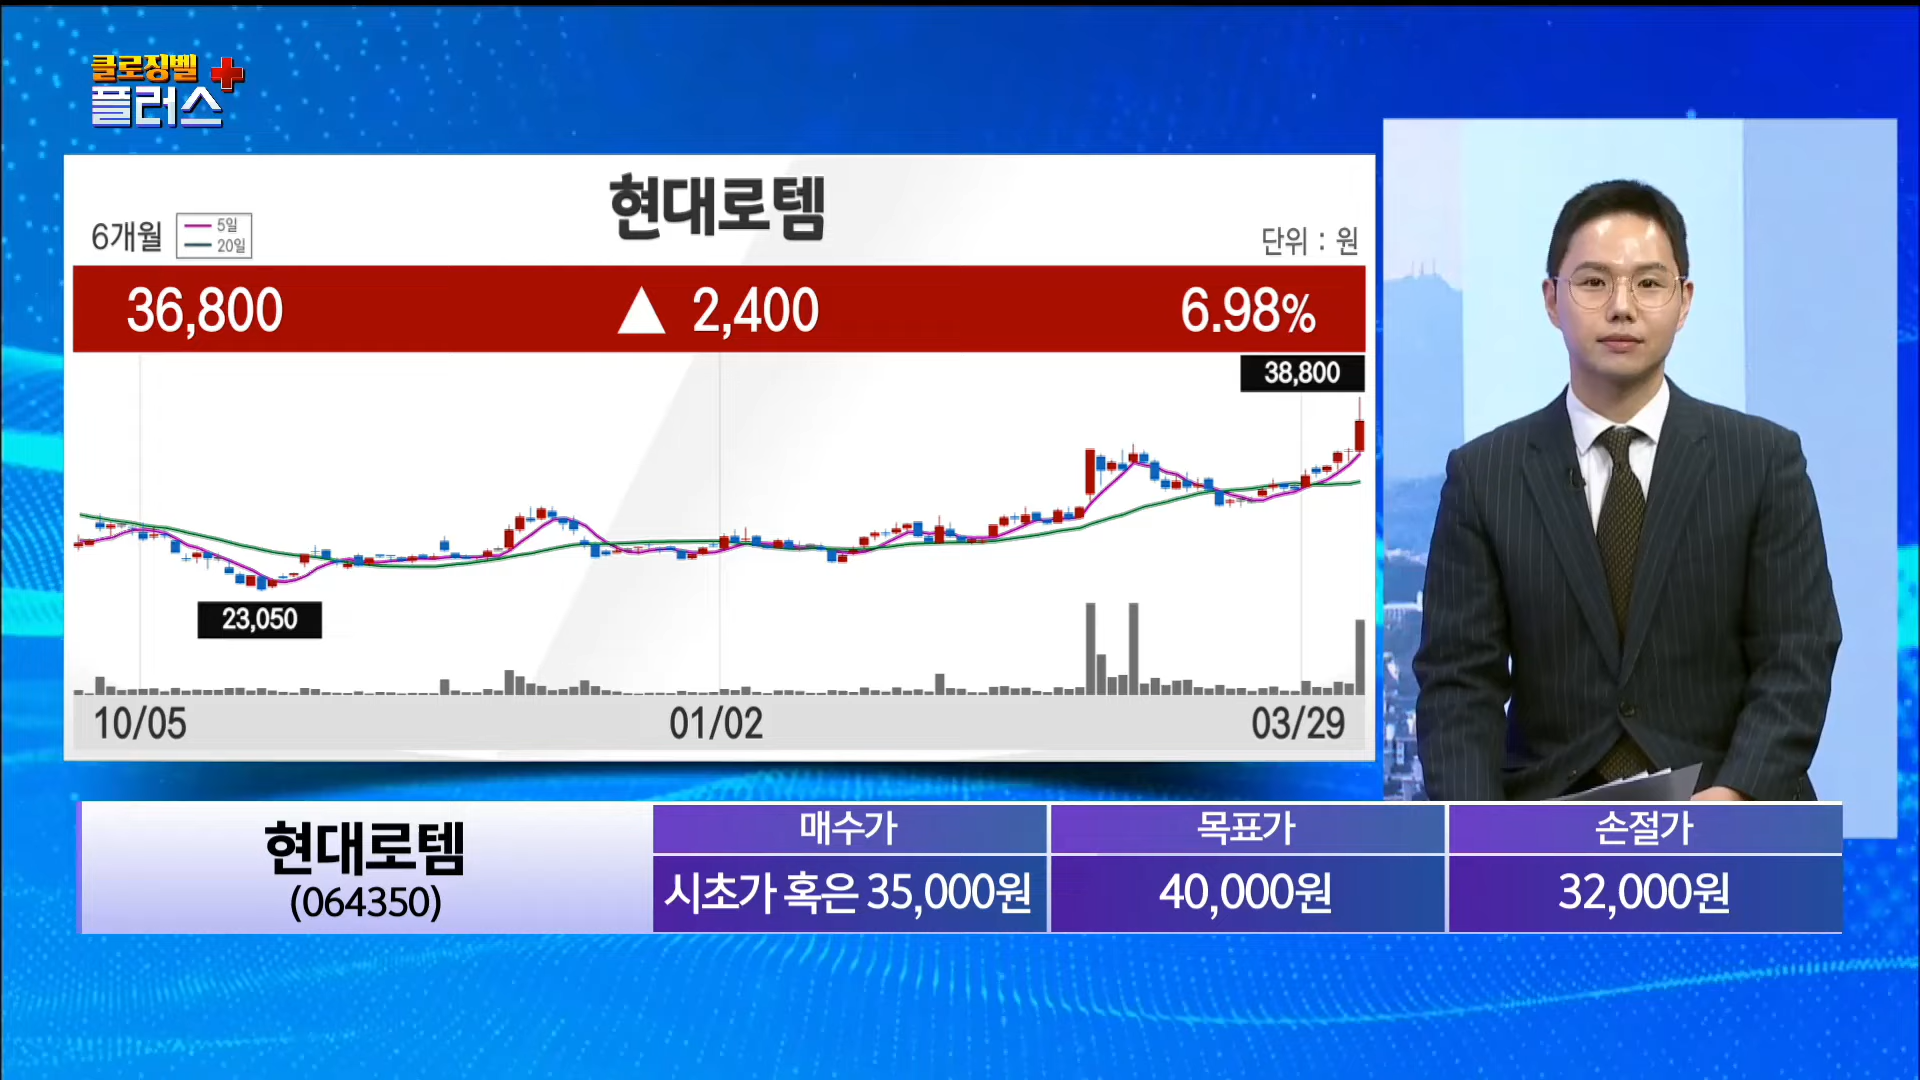 클로징벨
플러스
현대로템
6개월
5일
20일
단위 : 원
36,800 ▲ 2,400 6.98%
38,800
23,050
10/05 01/02 03/29
현대로템
(064350)
매수가 목표가 손절가
시초가 혹은 35,000원 40,000원 32,000원